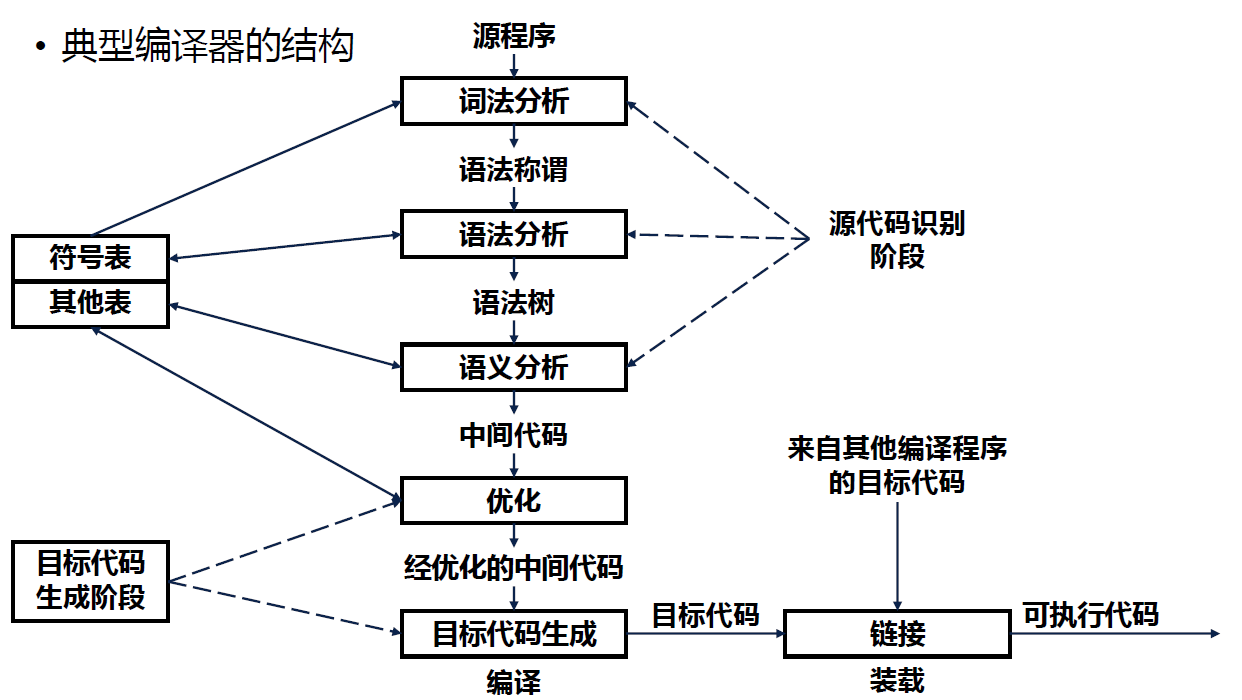 • 典型编译器的结构
源程序
词法分析
语法称谓
语法分析
源代码识别
阶段
符号表
其他表
语法树
语义分析
中间代码
来自其他编译程序
的目标代码
优化
目标代码
生成阶段
经优化的中间代码
目标代码生成
目标代码
链接
可执行代码
编译
装载